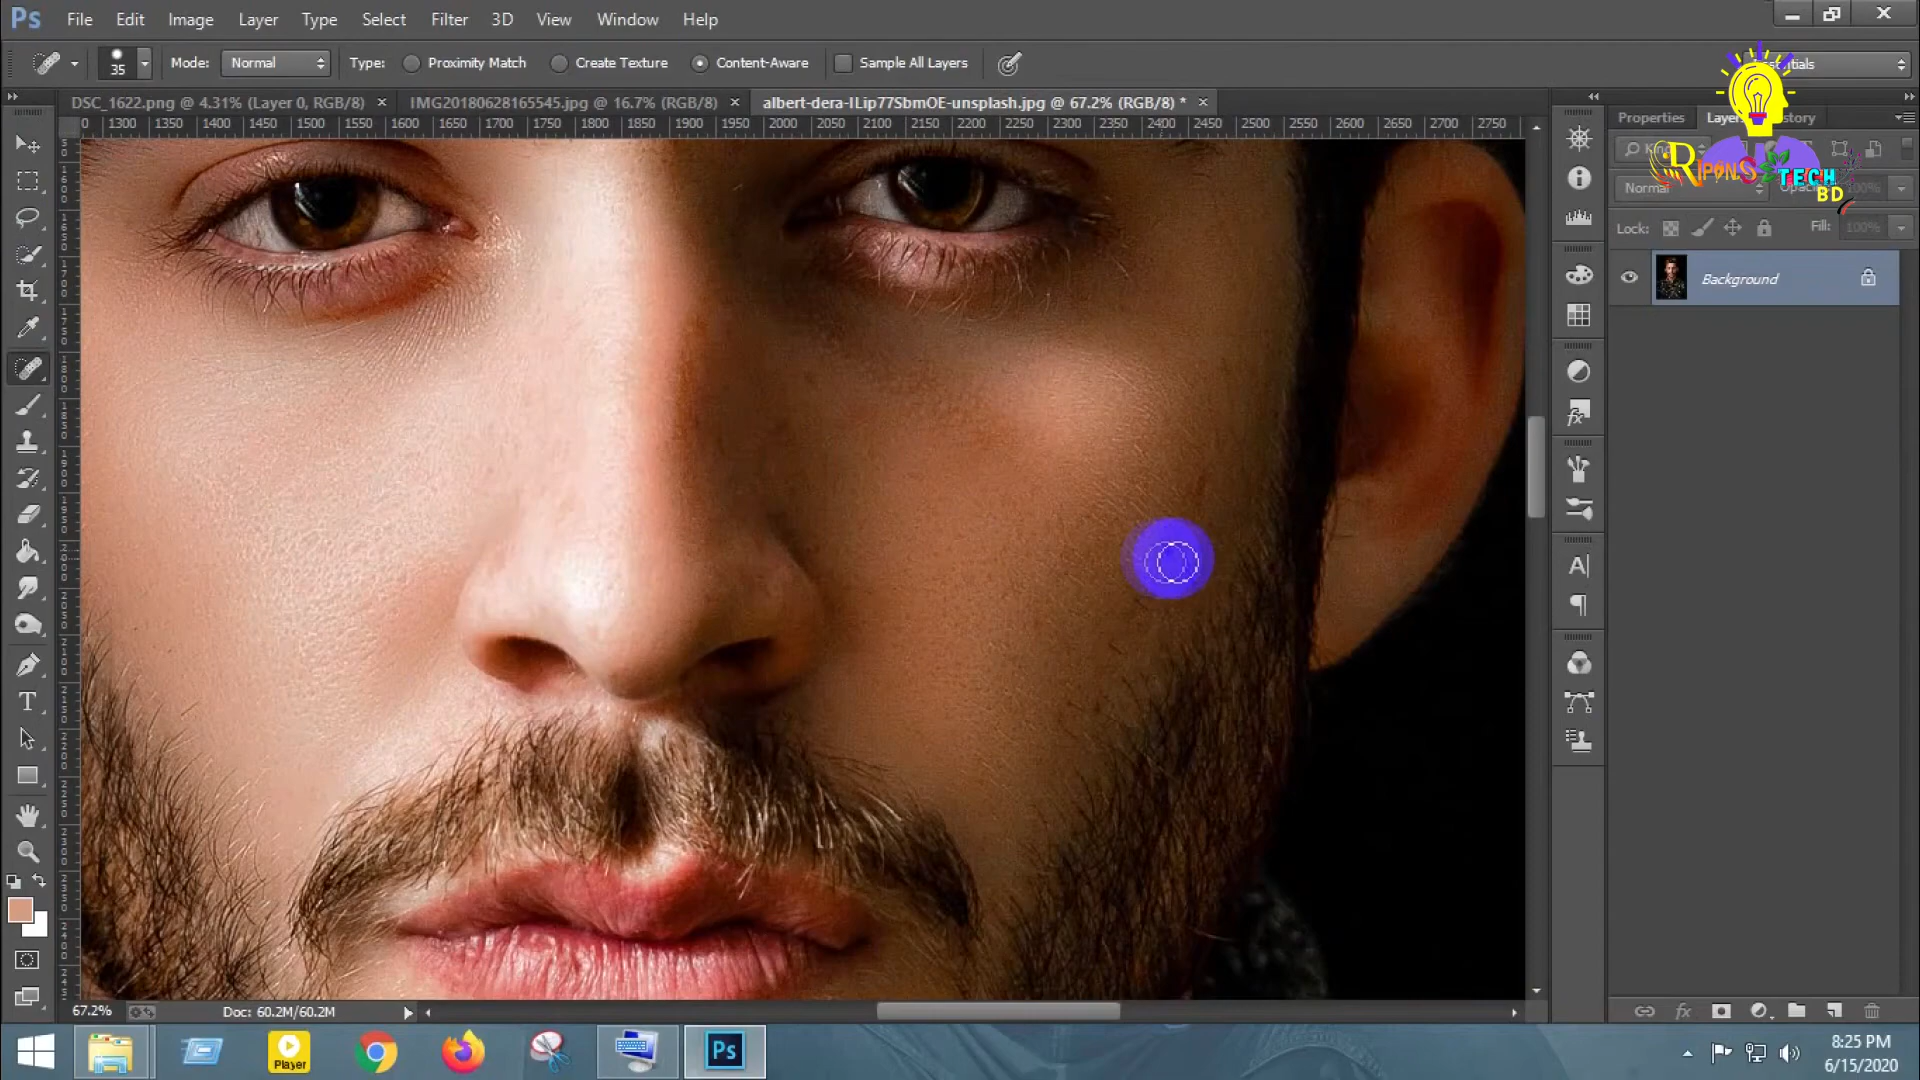 Ps File Edit Image Layer Type Select Filter 3D View Window Help
35 Mode: Normal Type: Proximity Match Create Texture Content-Aware Sample All Layers
DSC_1622.png @ 4.31% (Layer 0, RGB/8) × IMG20180628165545.jpg @ 16.7% (RGB/8) × albert-dera-ILip77SbmOE-unsplash.jpg @ 67.2% (RGB/8) * ×
0 1300 1350 1400 1450 1500 1550 1600 1650 1700 1750 1800 1850 1900 1950 2000 2050 2100 2150 2200 2250 2300 2350 2400 2450 2500 2550 2600 2650 2700 2750
Properties
RIPONS TECH BD
Normal
Lock: Fill: 100%
Background
67.2% Doc: 60.2M/60.2M
Player
Ps
8:25 PM
6/15/2020